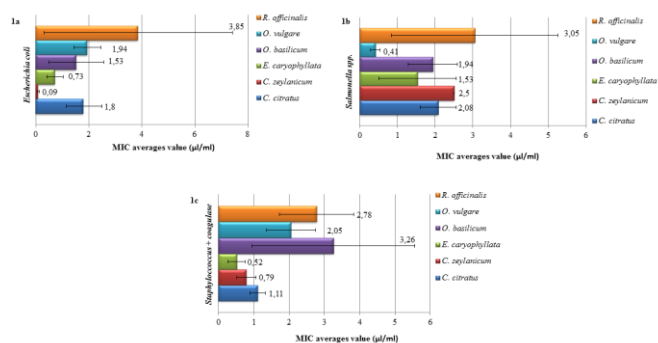 1a
Escherichia coli
3,85
1,94
1,53
0,73
0,09
1,8
0
2
4
6
8
MIC averages value (µl/ml)
R. officinalis
O. vulgare
O. basilicum
E. caryophyllata
C. zeylanicum
C. citratus
1b
Salmonella spp.
3,05
0,41
1,94
1,53
2,5
2,08
0
1
2
3
4
5
6
MIC averages value (µl/ml)
R. officinalis
O. vulgare
O. basilicum
E. caryophyllata
C. zeylanicum
C. citratus
1c
Staphyloccoccus + coagulase
2,78
2,05
3,26
0,52
0,79
1,11
0
1
2
3
4
5
6
MIC averages value (µl/ml)
R. officinalis
O. vulgare
O. basilicum
E. caryophyllata
C. zeylanicum
C. citratus